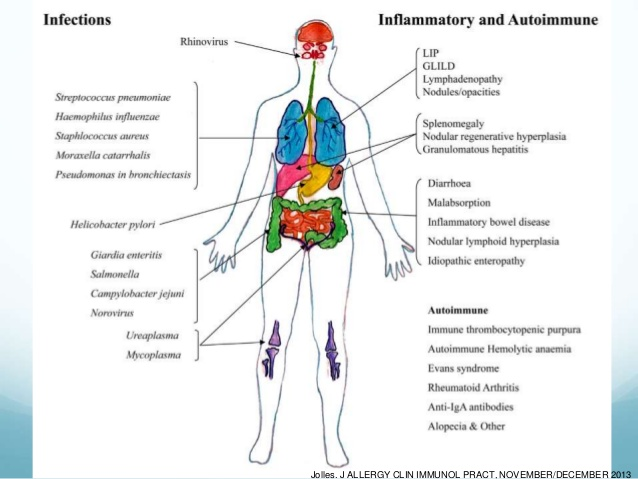 Infections
Inflammatory and Autoimmune
Rhinovirus
Streptococcus pneumoniae
Haemophilus influenzae
Staphlococcus aureus
Moraxella catarrhalis
Pseudomonas in bronchiectasis
Helicobacter pylori
Giardia enteritis
Salmonella
Campylobacter jejuni
Norovirus
Ureaplasma
Mycoplasma
LIP
GLILD
Lymphadenopathy
Nodules/opacities
Splenomegaly
Nodular regenerative hyperplasia
Granulomatous hepatitis
Diarrhoea
Malabsorption
Inflammatory bowel disease
Nodular lymphoid hyperplasia
Idiopathic enteropathy
Autoimmune
Immune thrombocytopenic purpura
Autoimmune Hemolytic anaemia
Evans syndrome
Rheumatoid Arthritis
Anti-IgA antibodies
Alopecia & Other
Jolles. J ALLERGY CLIN IMMUNOL PRACT, NOVEMBER/DECEMBER 2013